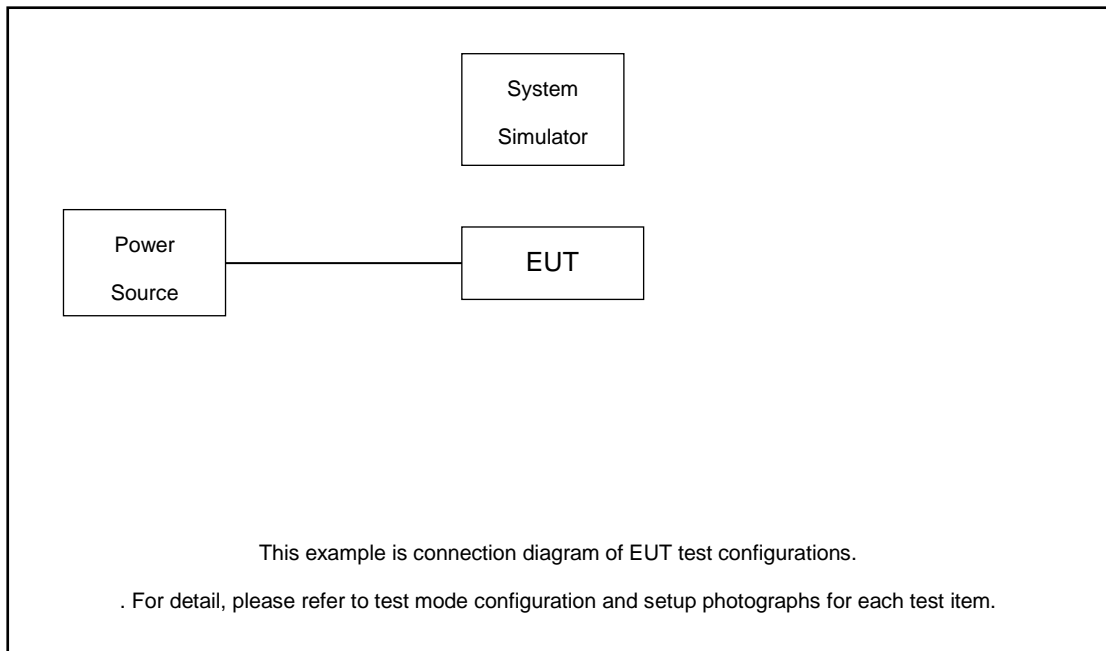 System
Simulator
Power
Source
EUT
This example is connection diagram of EUT test configurations.
. For detail, please refer to test mode configuration and setup photographs for each test item.